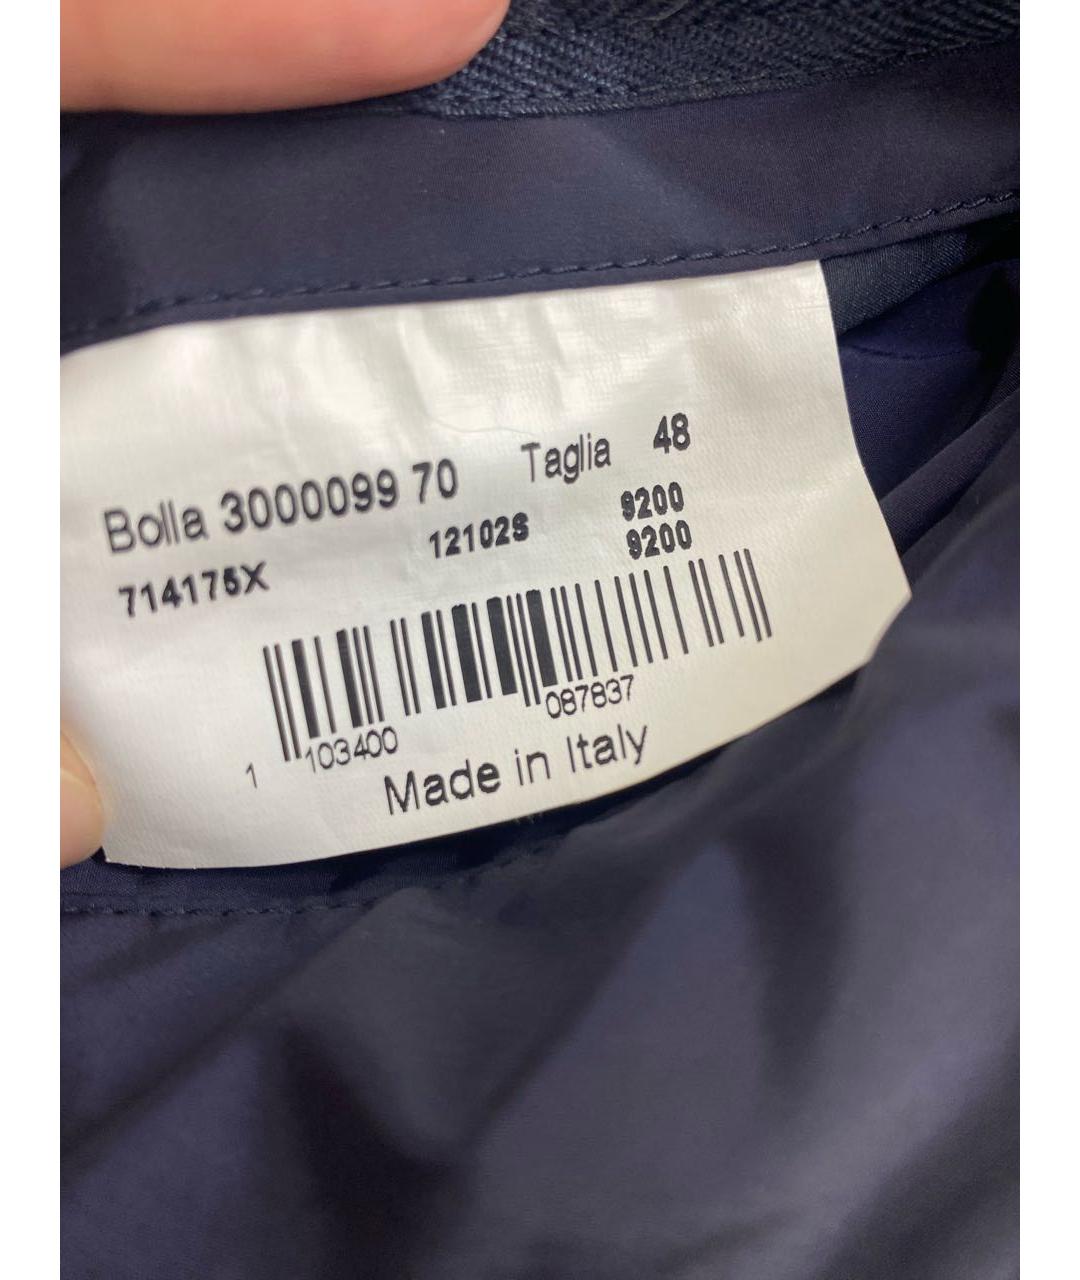 Bolla 3000099 70 Taglia 48
714175X 12102S 9200
9200
1 103400 087837
Made in Italy